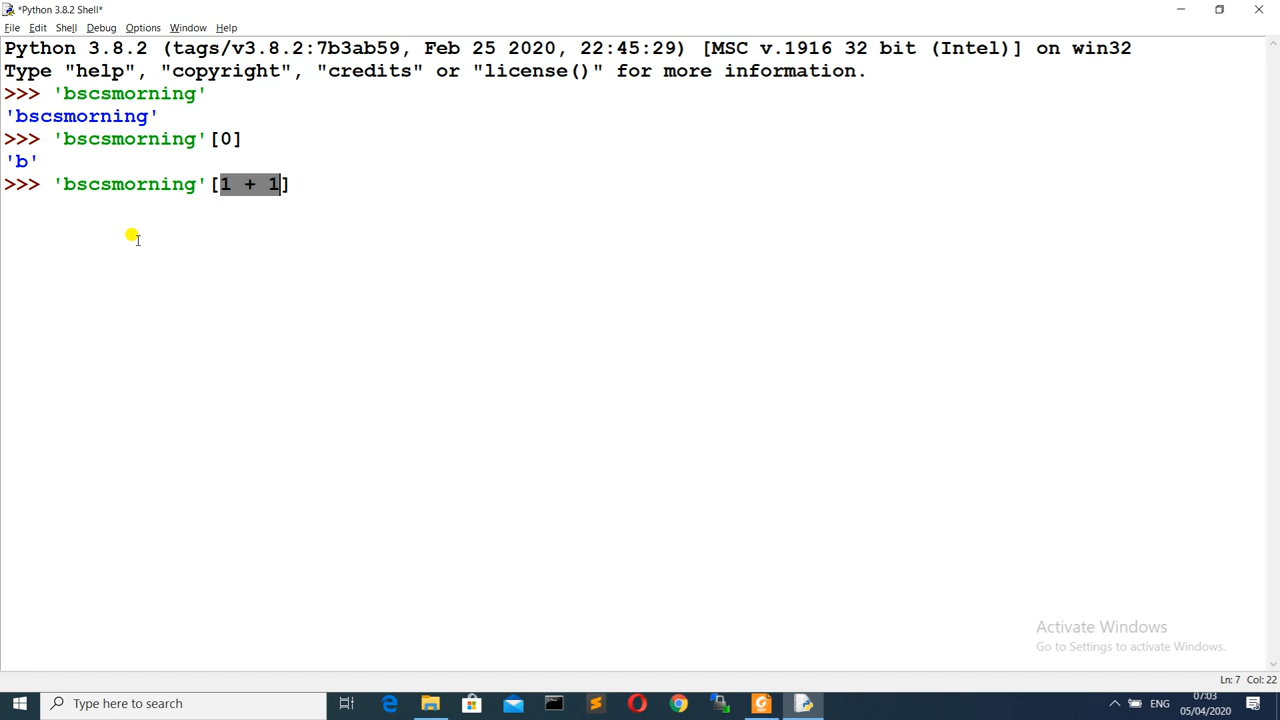 *Python 3.8.2 Shell*
File Edit Shell Debug Options Window Help
Python 3.8.2 (tags/v3.8.2:7b3ab59, Feb 25 2020, 22:45:29) [MSC v.1916 32 bit (Intel)] on win32
Type "help", "copyright", "credits" or "license()" for more information.
>>> 'bscsmorning'
'bscsmorning'
>>> 'bscsmorning'[0]
'b'
>>> 'bscsmorning'[1 + 1]
Activate Windows
Go to Settings to activate Windows.
Ln: 7 Col: 22
Type here to search
ENG
07:03
05/04/2020